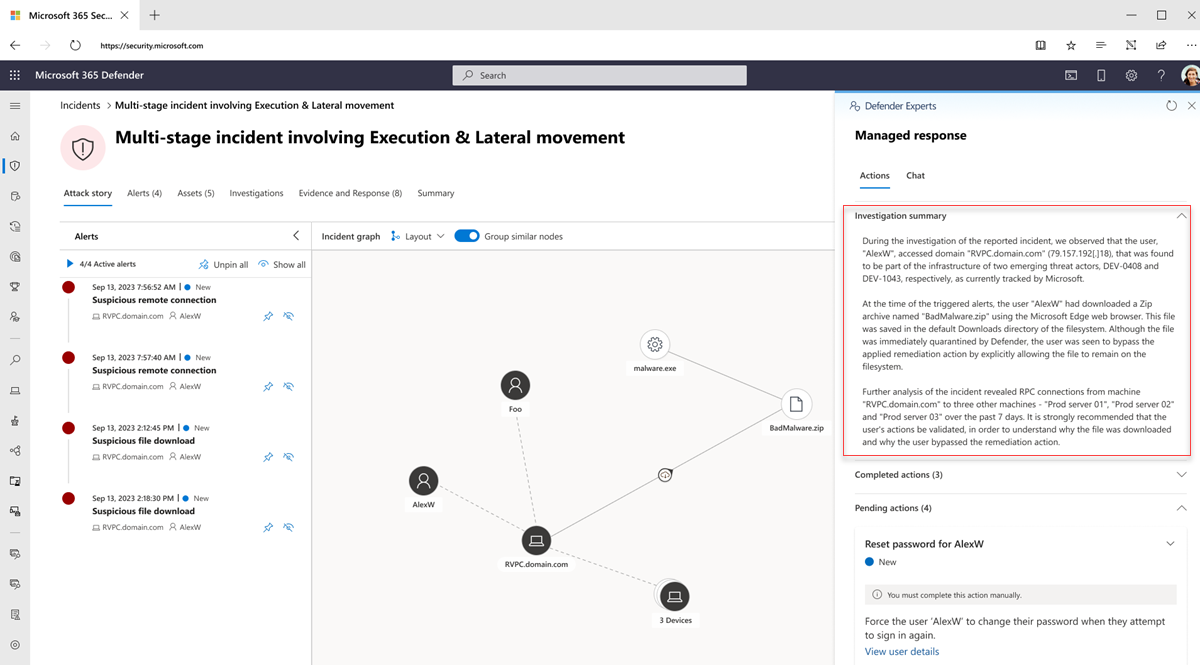 Microsoft 365 Sec...
https://security.microsoft.com
Microsoft 365 Defender
Search
Incidents > Multi-stage incident involving Execution & Lateral movement
Multi-stage incident involving Execution & Lateral movement
Attack story Alerts (4) Assets (5) Investigations Evidence and Response (8) Summary
Alerts
4/4 Active alerts Unpin all Show all
Sep 13, 2023 7:56:52 AM | New
Suspicious remote connection
RVPC.domain.com AlexW
Sep 13, 2023 7:57:40 AM | New
Suspicious remote connection
RVPC.domain.com AlexW
Sep 13, 2023 2:12:45 PM | New
Suspicious file download
RVPC.domain.com AlexW
Sep 13, 2023 2:18:30 PM | New
Suspicious file download
RVPC.domain.com AlexW
Incident graph Layout Group similar nodes
malware.exe
Foo
BadMalware.zip
AlexW
RVPC.domain.com
3 Devices
Defender Experts
Managed response
Actions Chat
Investigation summary
During the investigation of the reported incident, we observed that the user,
"AlexW", accessed domain "RVPC.domain.com" (79.157.192[.]18), that was found
to be part of the infrastructure of two emerging threat actors, DEV-0408 and
DEV-1043, respectively, as currently tracked by Microsoft.
At the time of the triggered alerts, the user "AlexW" had downloaded a Zip
archive named "BadMalware.zip" using the Microsoft Edge web browser. This file
was saved in the default Downloads directory of the filesystem. Although the file
was immediately quarantined by Defender, the user was seen to bypass the
applied remediation action by explicitly allowing the file to remain on the
filesystem.
Further analysis of the incident revealed RPC connections from machine
"RVPC.domain.com" to three other machines - "Prod server 01", "Prod server 02"
and "Prod server 03" over the past 7 days. It is strongly recommended that the
user's actions be validated, in order to understand why the file was downloaded
and why the user bypassed the remediation action.
Completed actions (3)
Pending actions (4)
Reset password for AlexW
New
You must complete this action manually.
Force the user 'AlexW' to change their password when they attempt
to sign in again.
View user details